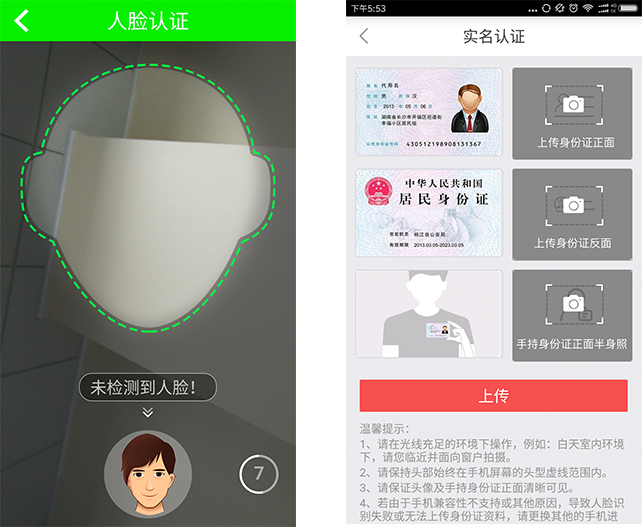 人脸认证
未检测到人脸！
7
下午5:53
实名认证
姓名 代用名
性别 男 民族 汉
出生 2013 年 05 月 06 日
住址 湖南省长沙市开福区巡道街
幸福小区居民组
公民身份证号码 430512198908131367
上传身份证正面
中华人民共和国
居民身份证
签发机关 桃江县公安局
有效期限 2013.03.05-2023.03.05
上传身份证反面
手持身份证正面半身照
上传
温馨提示：
1、请在光线充足的环境下操作，例如：白天室内环境
下，请您临近并面向窗户拍摄。
2、请保持头部始终在手机屏幕的头型虚线范围内。
3、请保证头像及手持身份证正面清晰可见。
4、若由于手机兼容性不支持或其他原因，导致人脸识
别失败或无法上传身份证资料，请更换其他的手机进